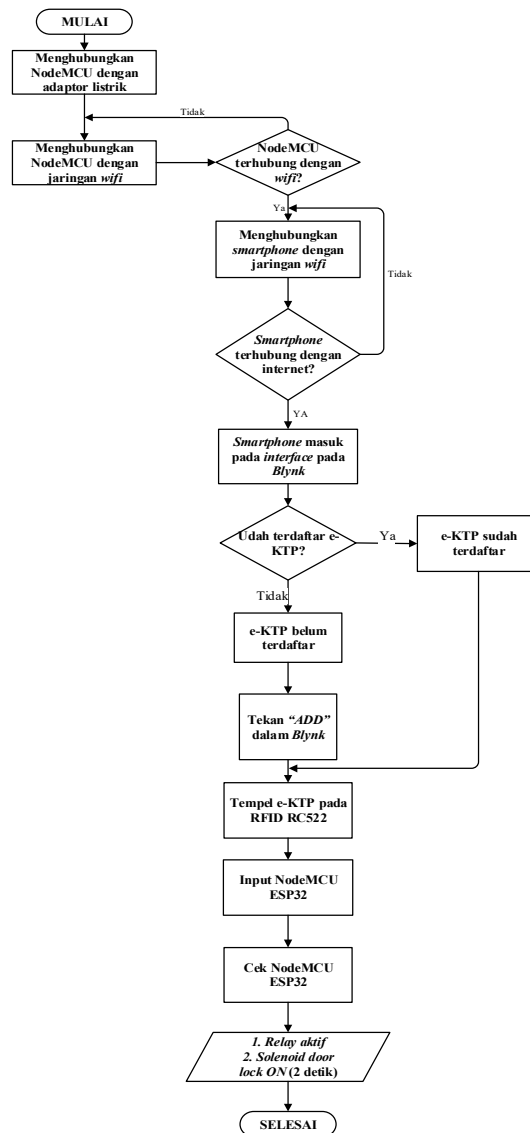 MULAI
Menghubungkan
NodeMCU dengan
adaptor listrik
Tidak
Menghubungkan
NodeMCU dengan
jaringan wifi
NodeMCU
terhubung dengan
wifi?
Ya
Menghubungkan
smartphone dengan
jaringan wifi
Tidak
Smartphone
terhubung dengan
internet?
YA
Smartphone masuk
pada interface pada
Blynk
Udah terdaftar e-
KTP?
Ya
e-KTP sudah
terdaftar
Tidak
e-KTP belum
terdaftar
Tekan “ADD”
dalam Blynk
Tempel e-KTP pada
RFID RC522
Input NodeMCU
ESP32
Cek NodeMCU
ESP32
1. Relay aktif
2. Solenoid door
lock ON (2 detik)
SELESAI